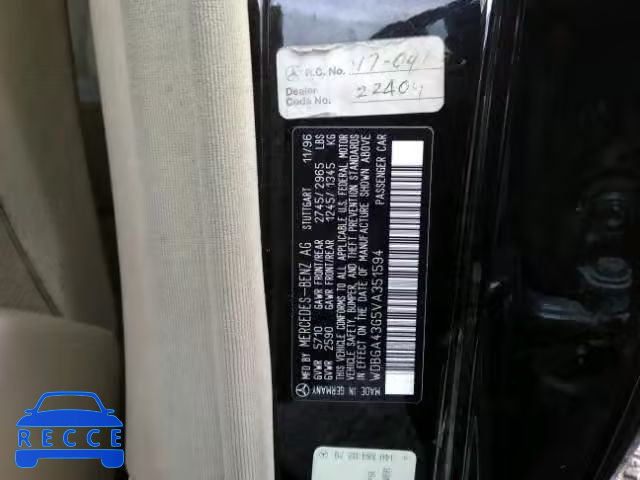 R.C. No. 17-041
Dealer
Code No. 22404
MFD BY MERCEDES-BENZ AG STUTTGART 11/96
GVWR 5710 GAWR FRONT/REAR 2745/2965 LBS
GVWR 2590 GAWR FRONT/REAR 1245/1345 KG
THIS VEHICLE CONFORMS TO ALL APPLICABLE U.S. FEDERAL MOTOR
VEHICLE SAFETY, BUMPER, AND THEFT PREVENTION STANDARDS
IN EFFECT ON THE DATE OF MANUFACTURE SHOWN ABOVE
WDBGA43G5VA351594 PASSENGER CAR
MADE IN GERMANY
RECCE